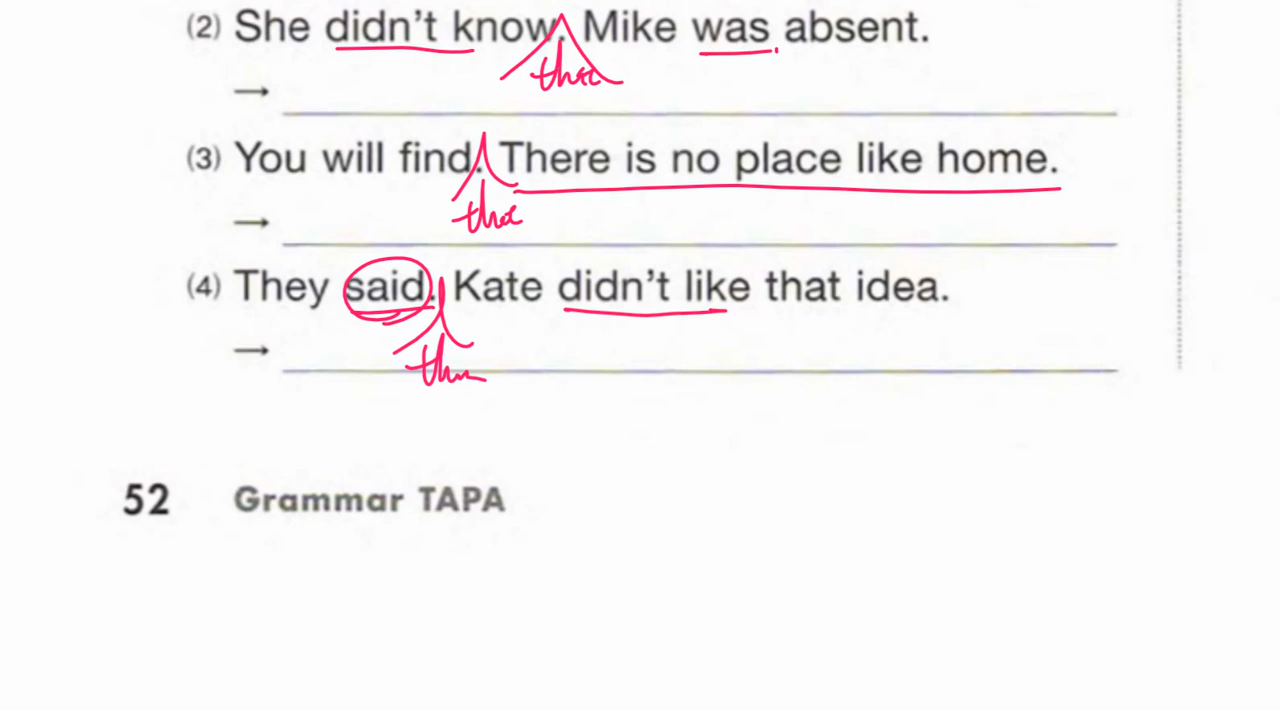 (2) She didn't know. Mike was absent.
that
→
(3) You will find. There is no place like home.
that
→
(4) They said. Kate didn't like that idea.
→
52 Grammar TAPA